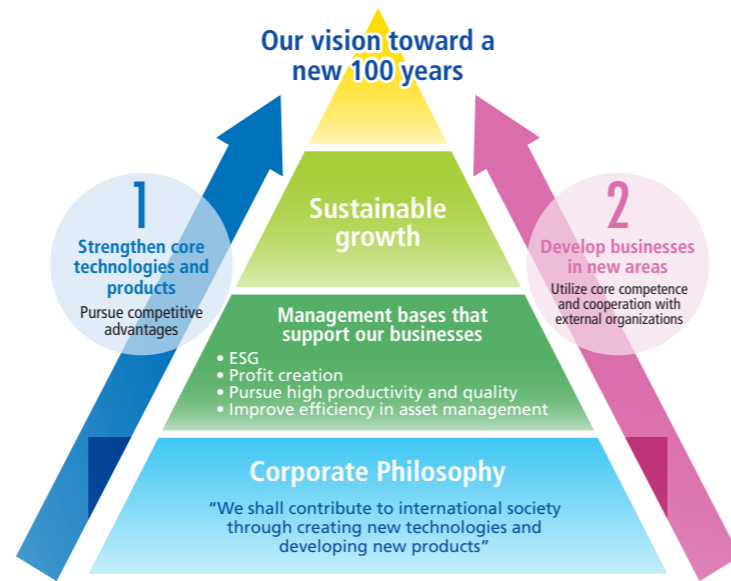 Our vision toward a
new 100 years
1
Strengthen core
technologies and
products
Pursue competitive
advantages
2
Develop businesses
in new areas
Utilize core competence
and cooperation with
external organizations
Sustainable
growth
Management bases that
support our businesses
• ESG
• Profit creation
• Pursue high productivity and quality
• Improve efficiency in asset management
Corporate Philosophy
“We shall contribute to international society
through creating new technologies and
developing new products”